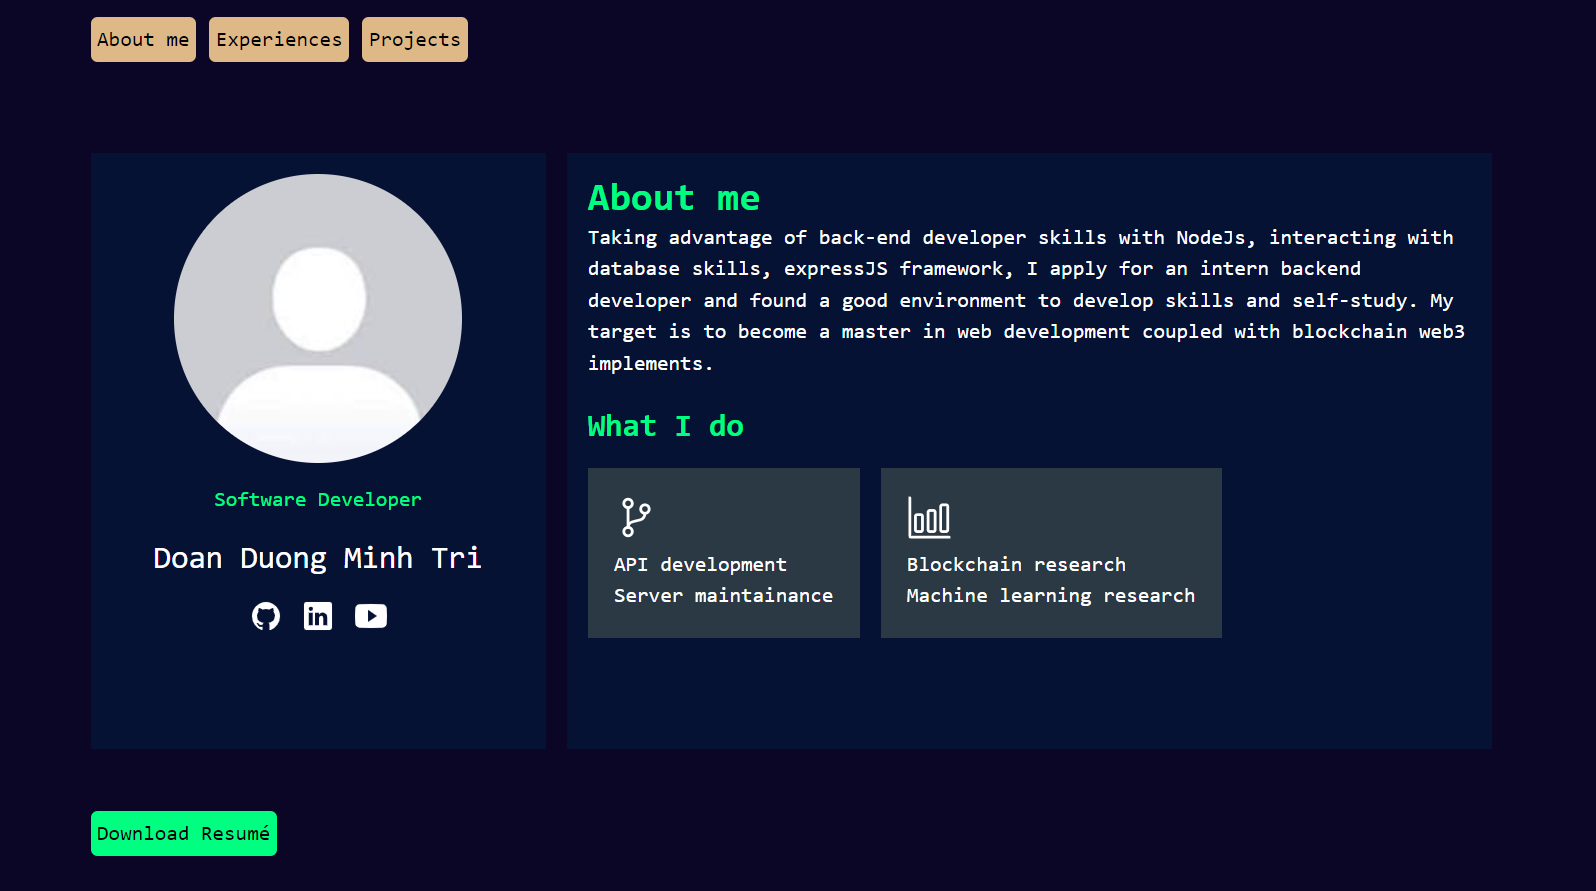 About me
Experiences
Projects
Software Developer
Doan Duong Minh Tri
About me
Taking advantage of back-end developer skills with NodeJs, interacting with
database skills, expressJS framework, I apply for an intern backend
developer and found a good environment to develop skills and self-study. My
target is to become a master in web development coupled with blockchain web3
implements.
What I do
API development
Server maintainance
Blockchain research
Machine learning research
Download Resumé